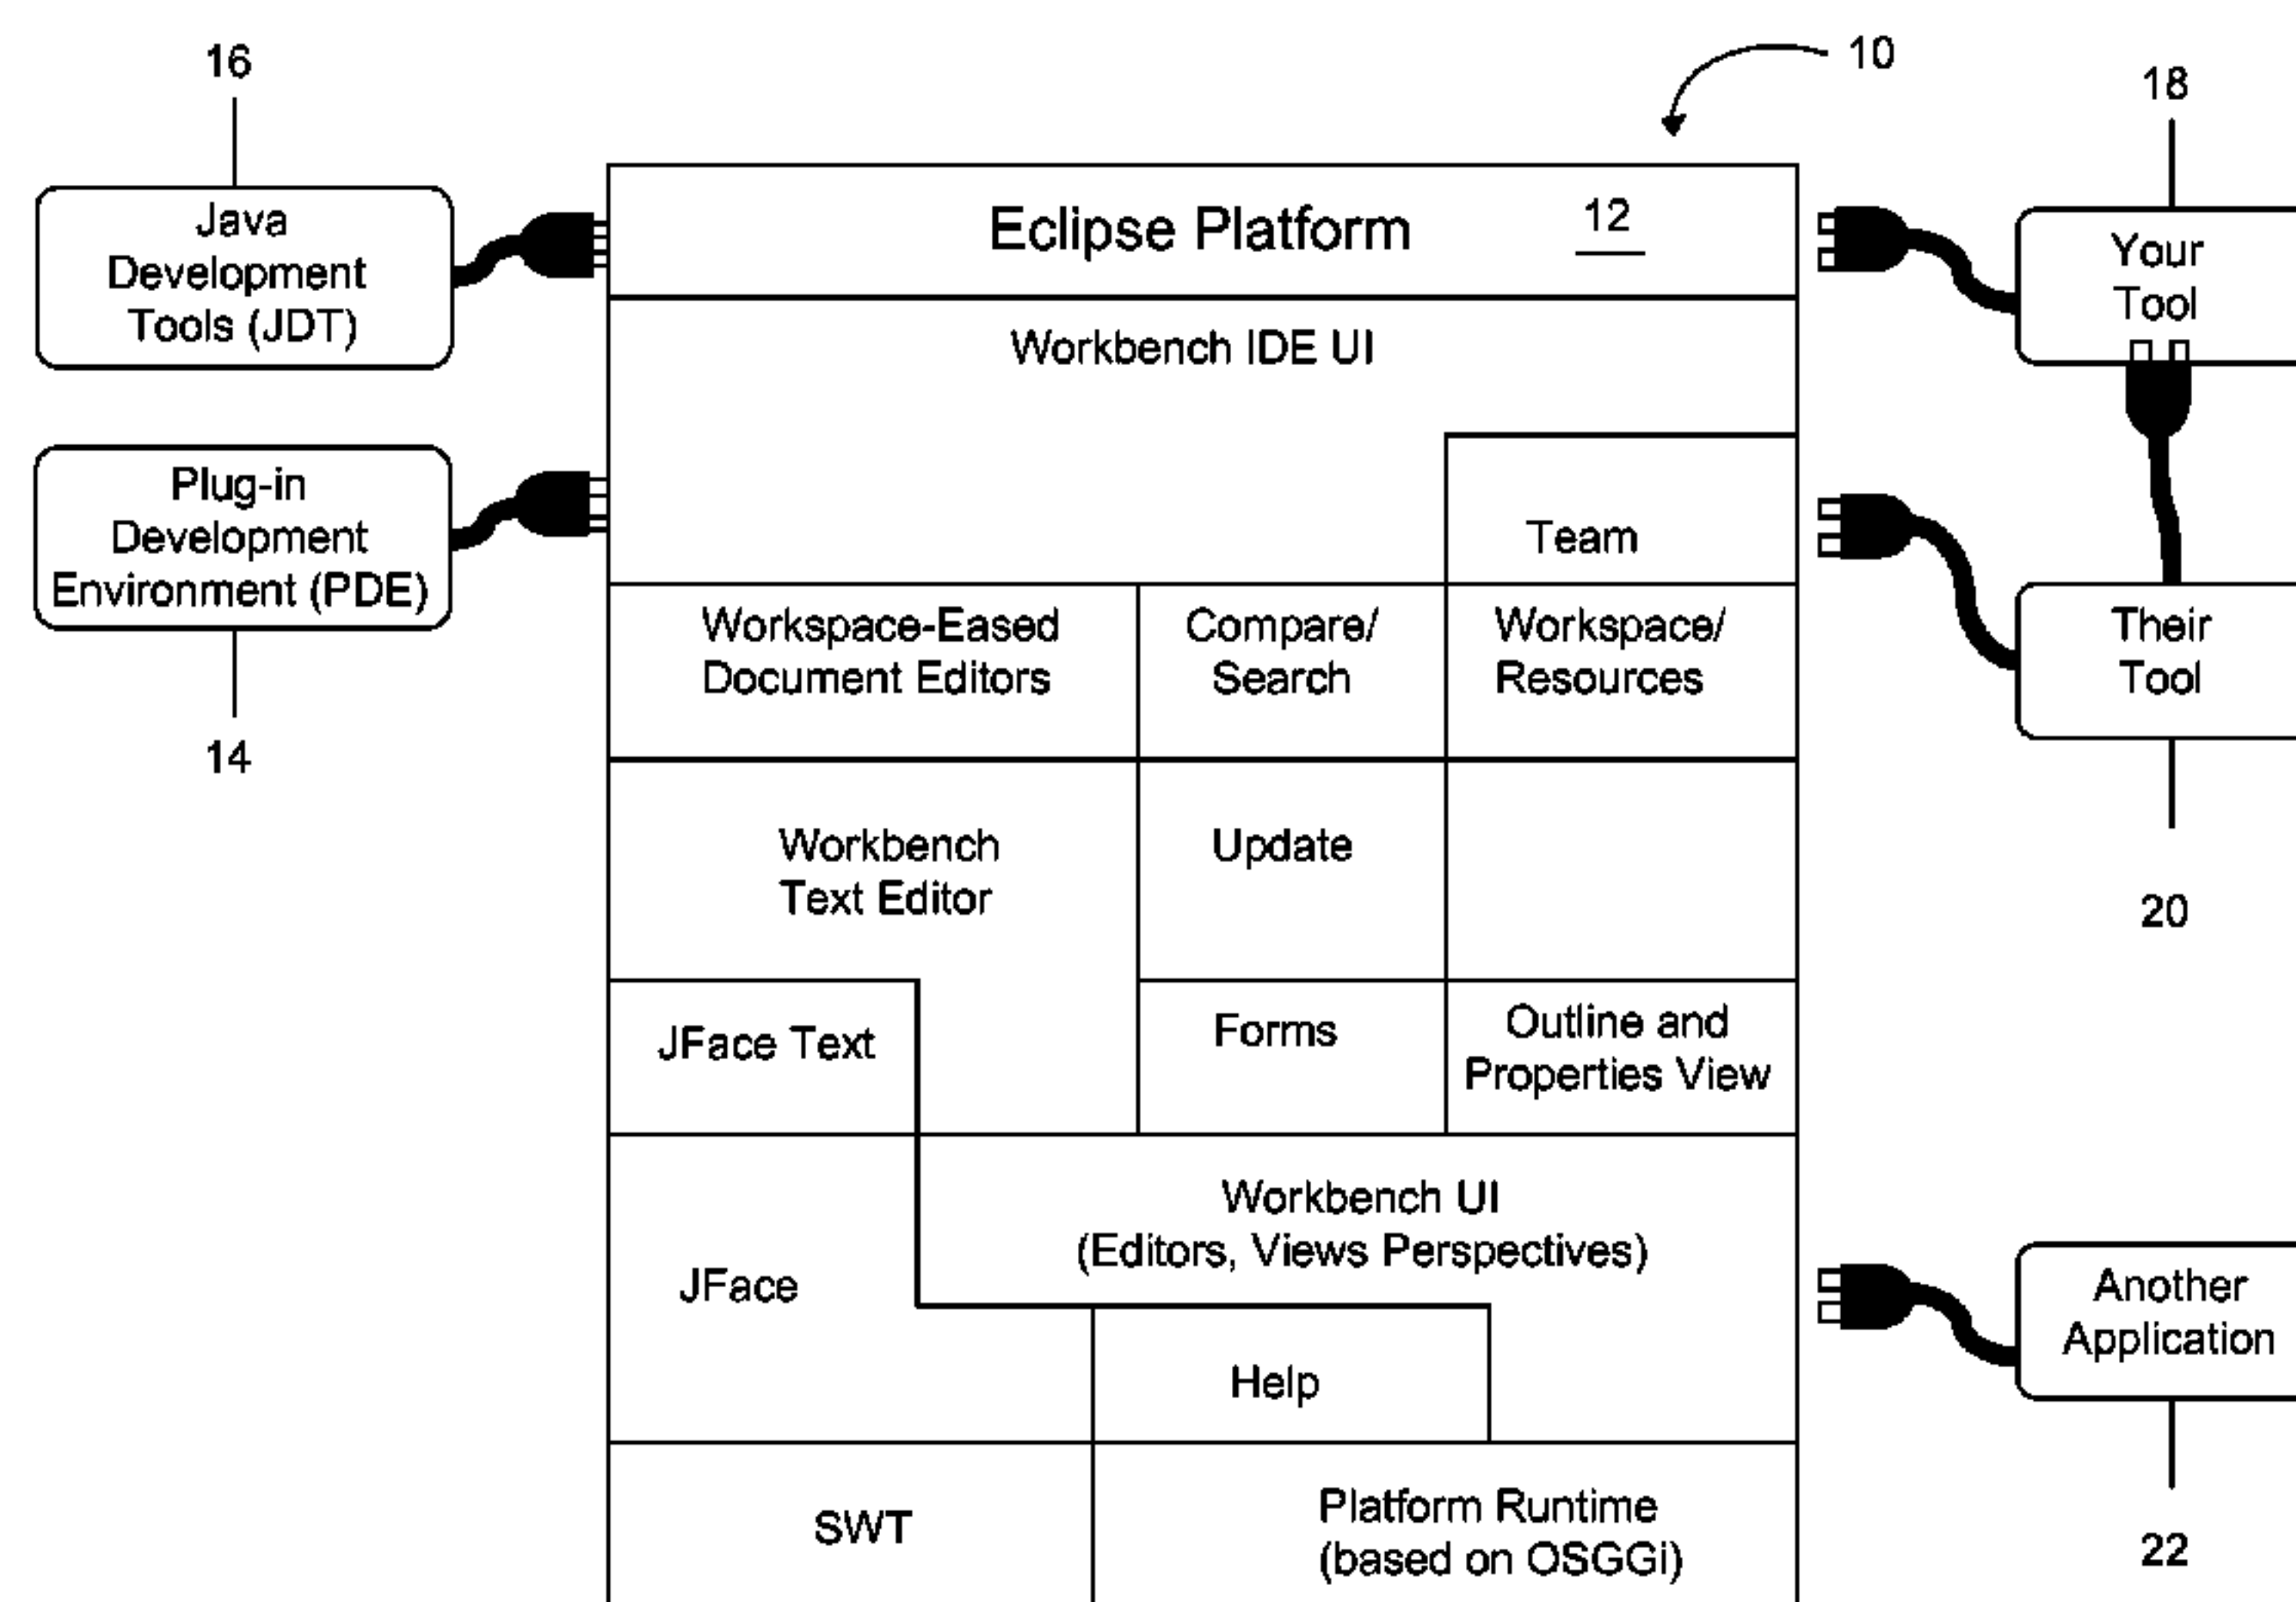 16
10
18
Java
Development
Tools (JDT)
Eclipse Platform
12
Your
Tool
Workbench IDE UI
Plug-in
Development
Environment (PDE)
14
Team
Workspace-Eased
Document Editors
Compare/
Search
Workspace/
Resources
Their
Tool
20
Workbench
Text Editor
Update
JFace Text
Forms
Outline and
Properties View
Workbench UI
(Editors, Views Perspectives)
JFace
Help
Another
Application
22
SWT
Platform Runtime
(based on OSGGi)